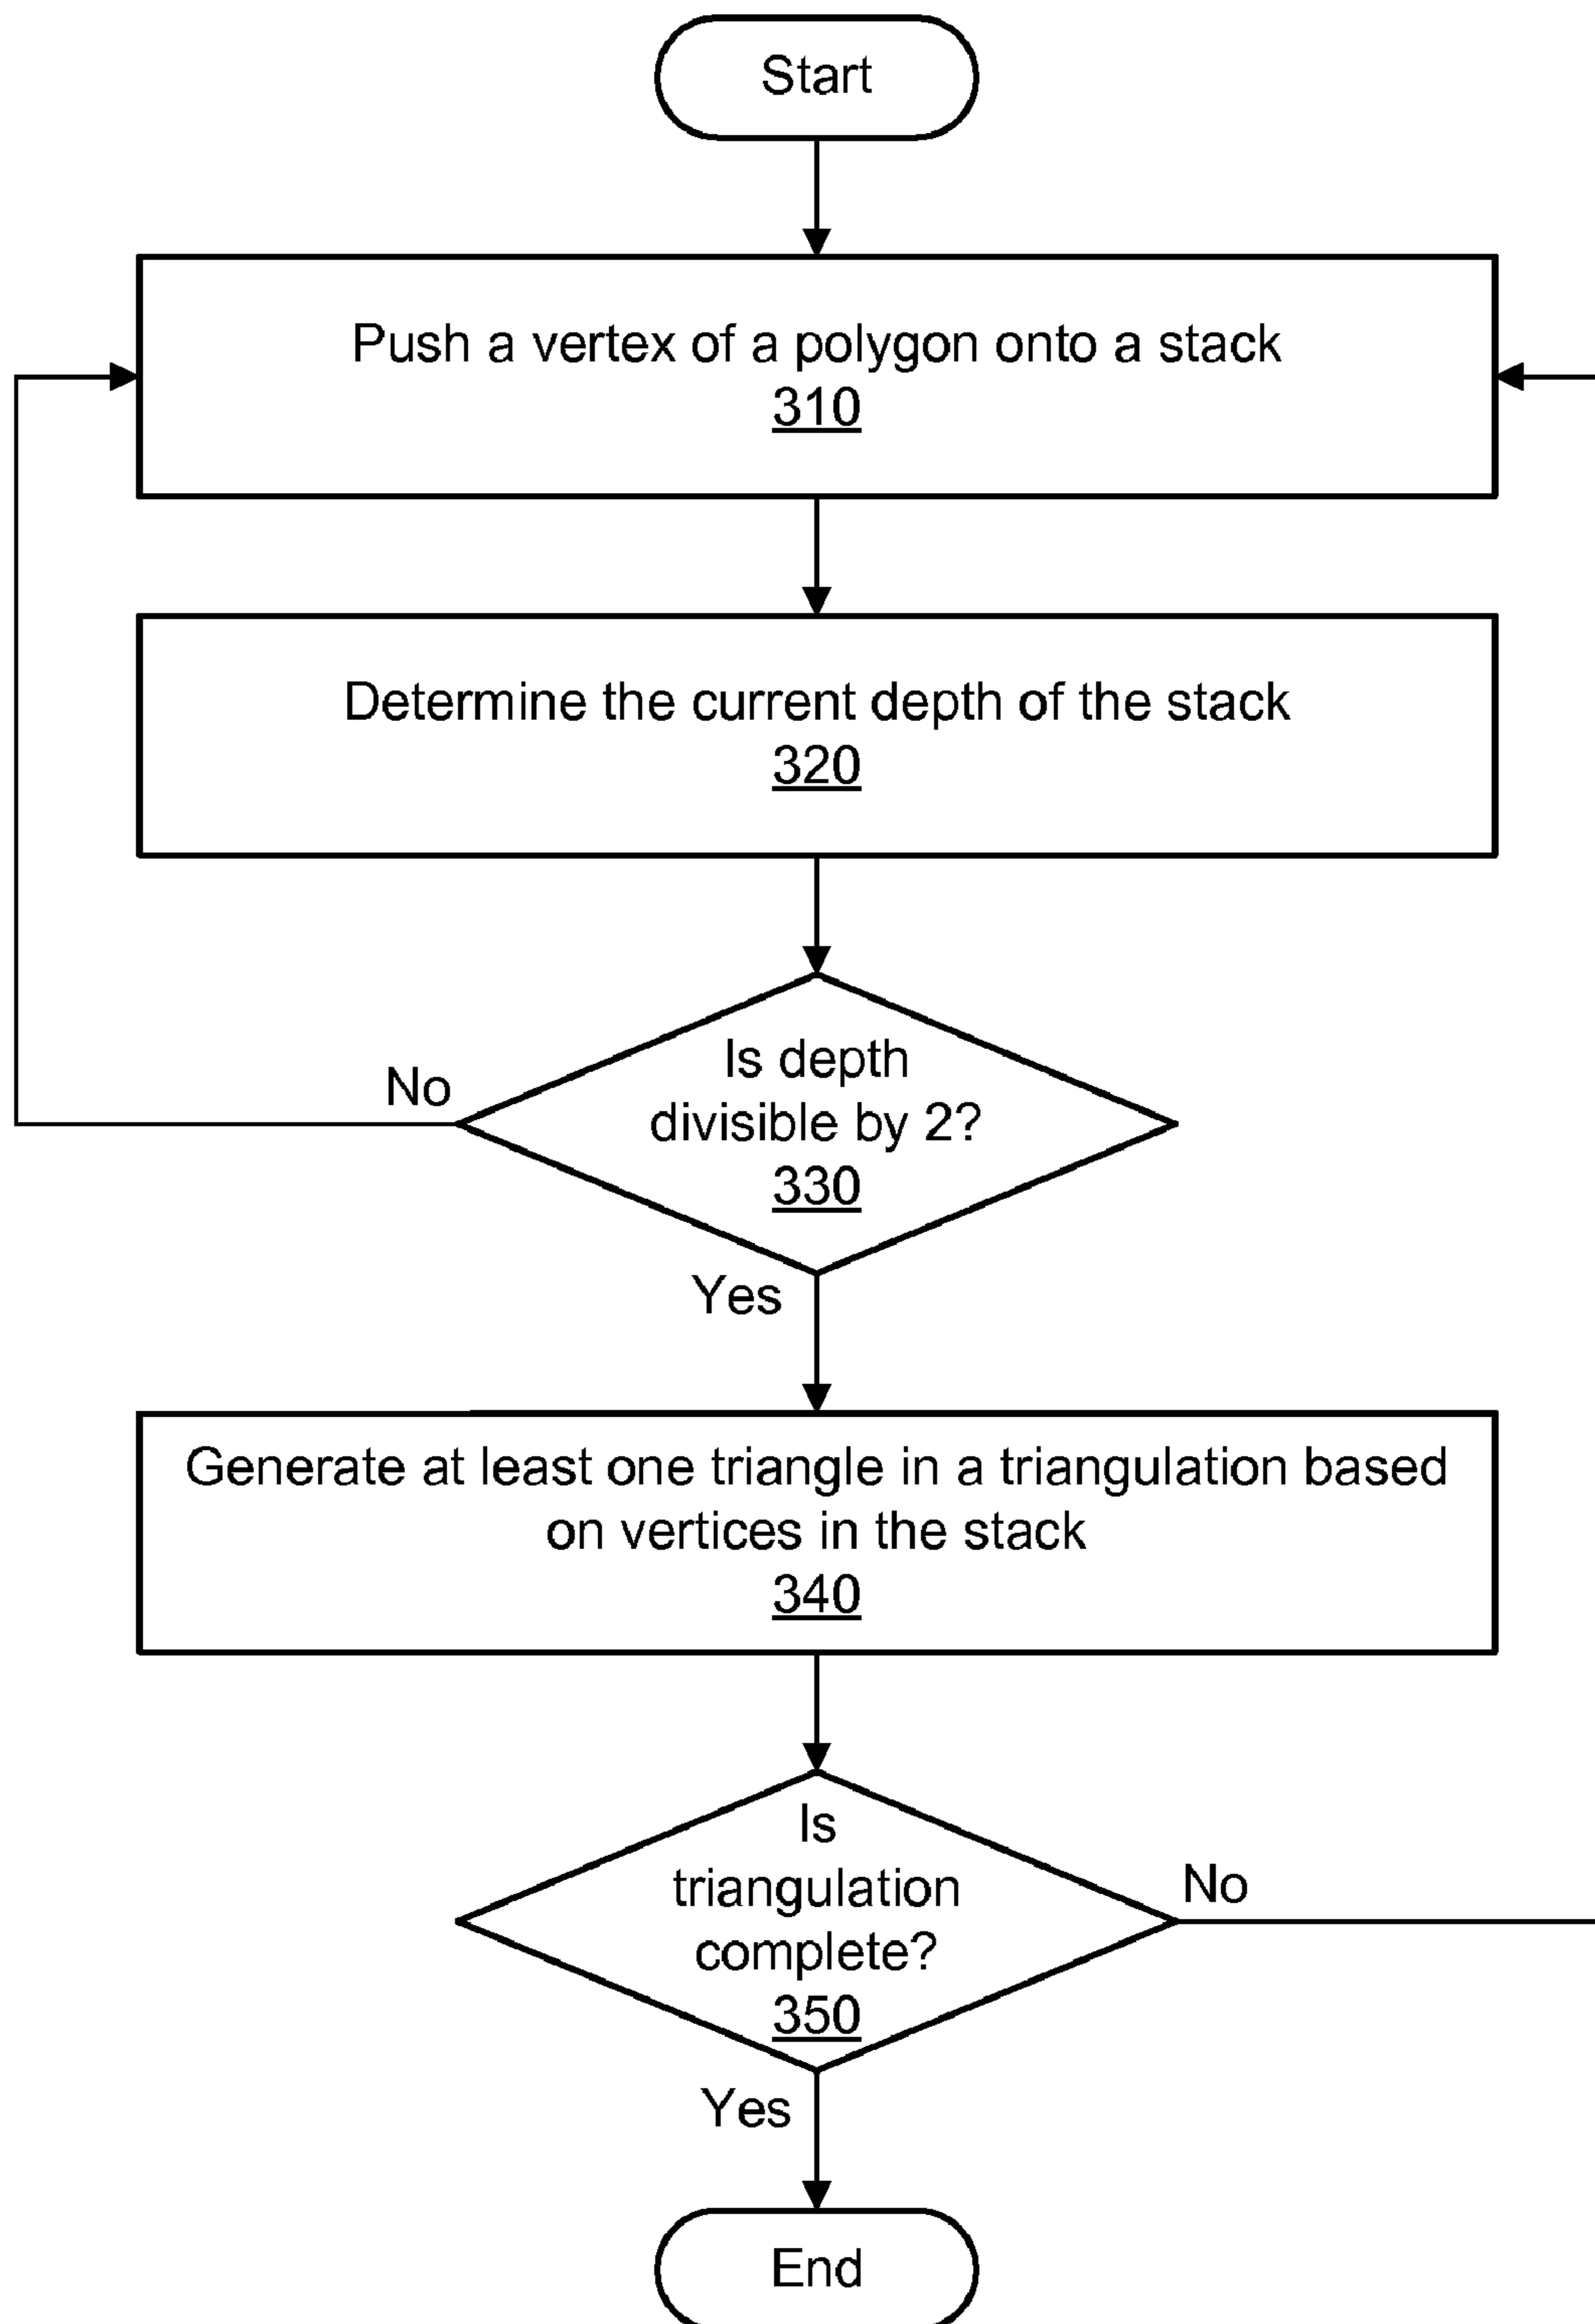 Start
Push a vertex of a polygon onto a stack
310
Determine the current depth of the stack
320
Is depth
divisible by 2?
330
No
Yes
Generate at least one triangle in a triangulation based
on vertices in the stack
340
Is
triangulation
complete?
350
No
Yes
End